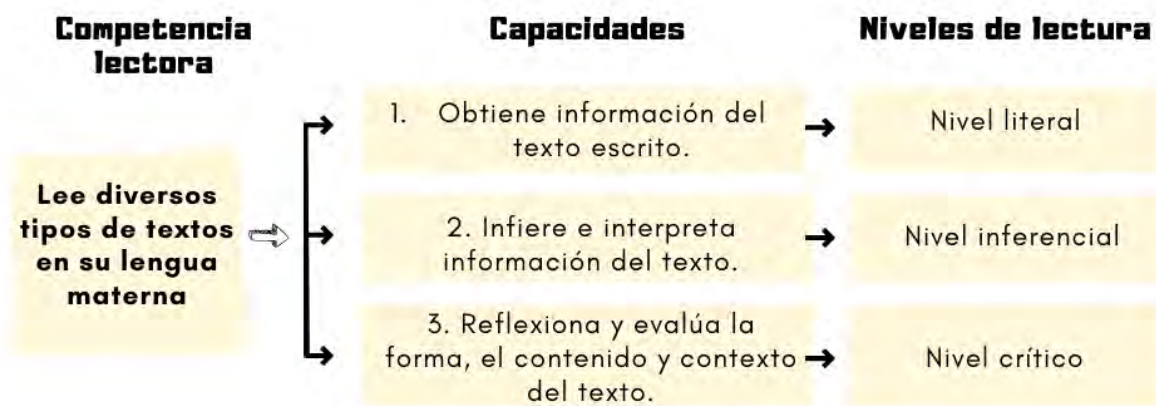 Competencia
lectora
Capacidades
Niveles de lectura
Lee diversos
tipos de textos
en su lengua
materna
1. Obtiene información del
texto escrito.
Nivel literal
2. Infiere e interpreta
información del texto.
Nivel inferencial
3. Reflexiona y evalúa la
forma, el contenido y contexto
del texto.
Nivel crítico